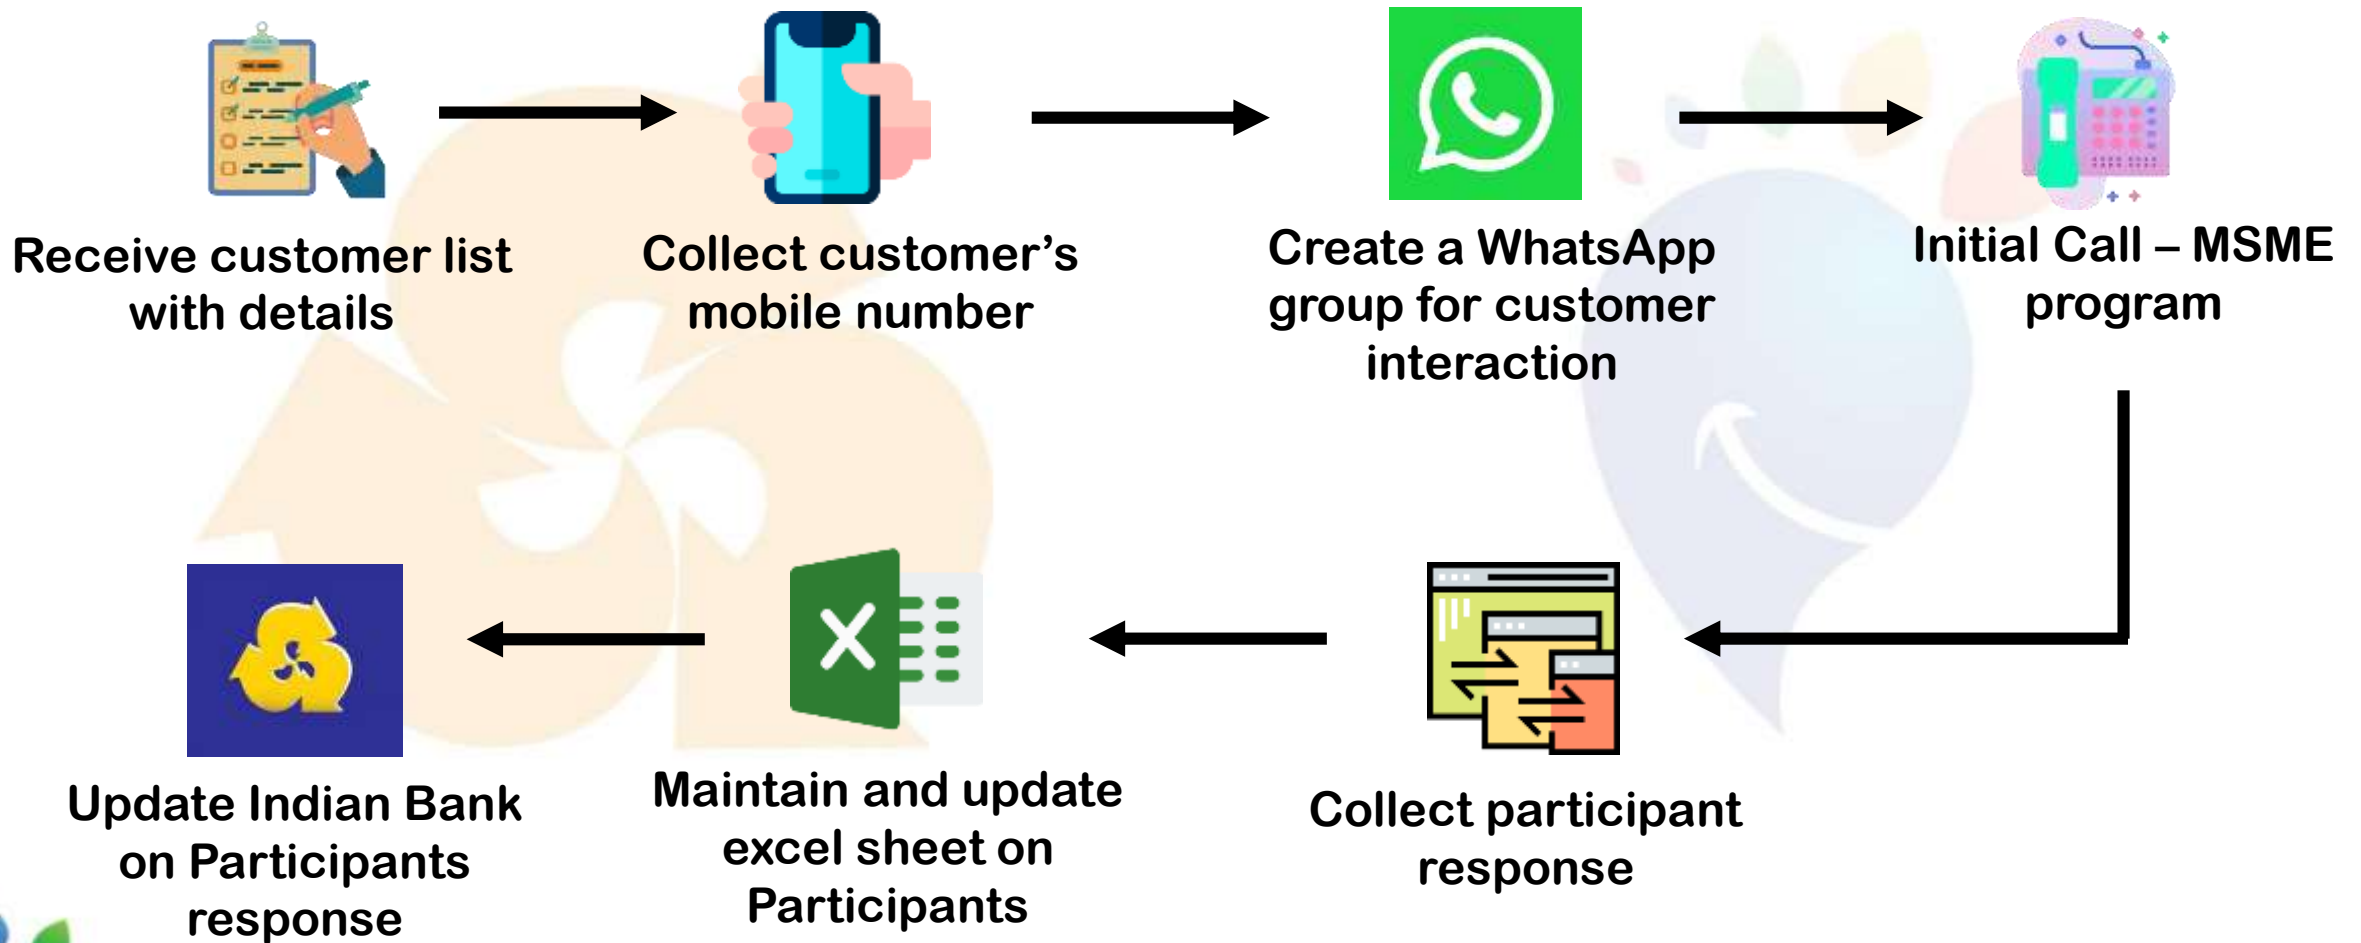 Receive customer list
with details
Collect customer’s
mobile number
Create a WhatsApp
group for customer
interaction
Initial Call – MSME
program
Collect participant
response
Maintain and update
excel sheet on
Participants
Update Indian Bank
on Participants
response